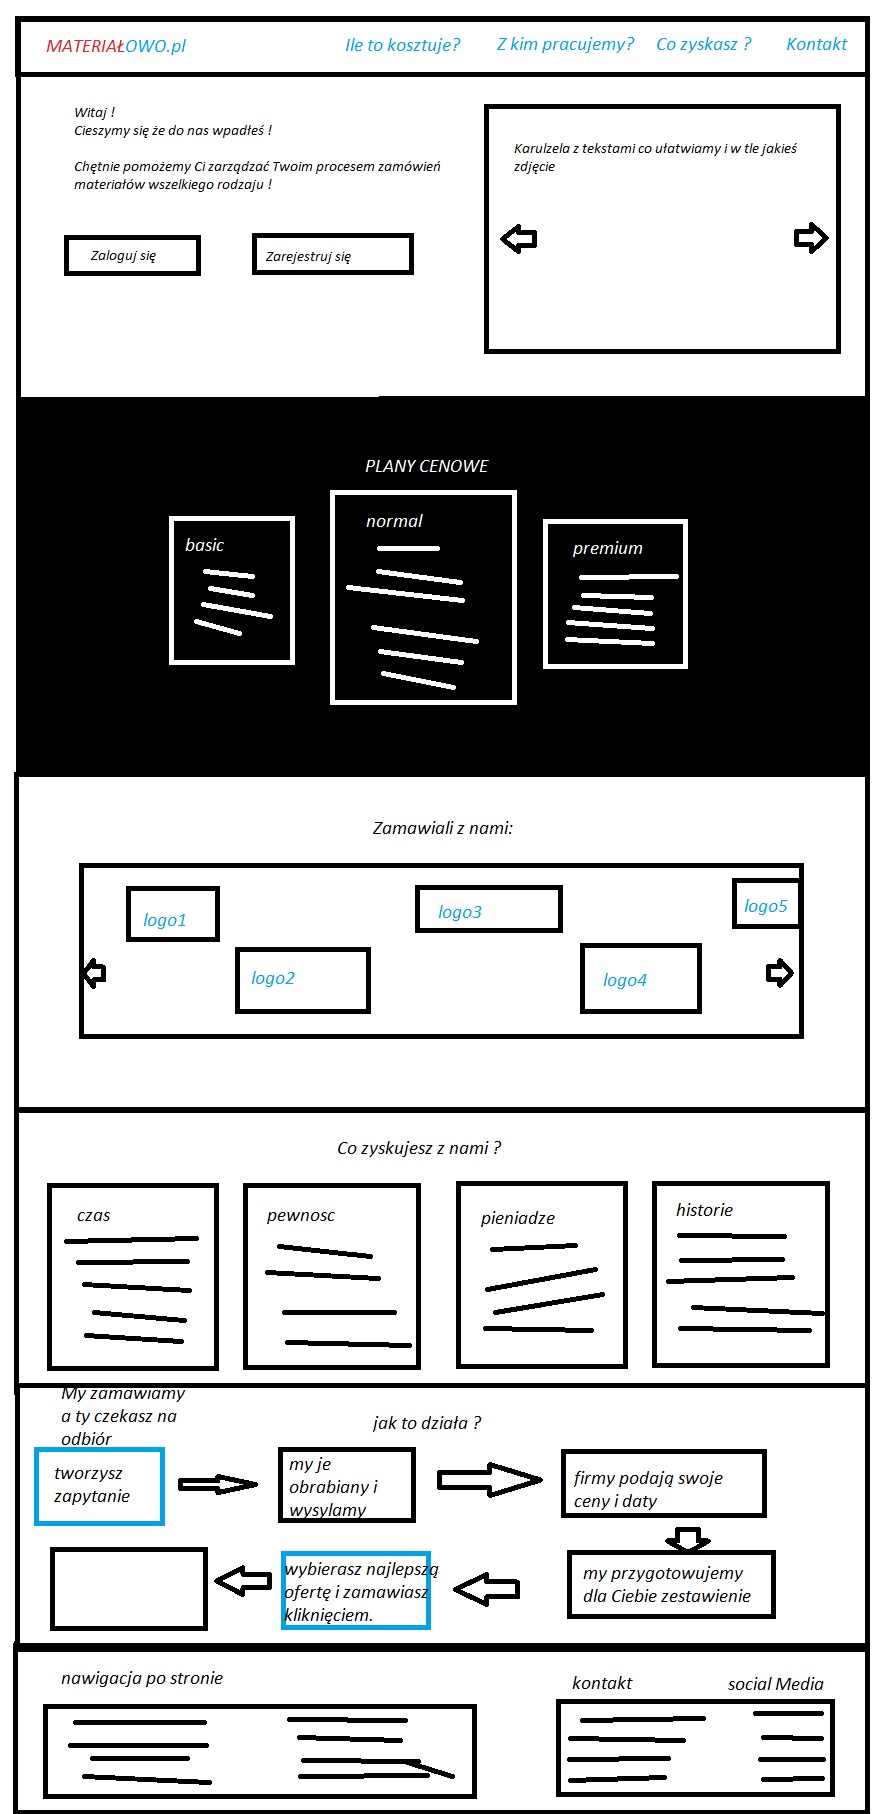 MATERIAŁOWO.pl
Ile to kosztuje?
Z kim pracujemy?
Co zyskasz ?
Kontakt
Witaj !
Cieszymy się że do nas wpadłeś !
Chętnie pomożemy Ci zarządzać Twoim procesem zamówień
materiałów wszelkiego rodzaju !
Zaloguj się
Zarejestruj się
Karulzela z tekstami co ułatwiamy i w tle jakieś
zdjęcie
PLANY CENOWE
basic
normal
premium
Zamawiali z nami:
logo1
logo2
logo3
logo4
logo5
Co zyskujesz z nami ?
czas
pewnosc
pieniadze
historie
My zamawiamy
a ty czekasz na
odbiór
jak to działa ?
tworzysz
zapytanie
my je
obrabiany i
wysylamy
firmy podają swoje
ceny i daty
my przygotowujemy
dla Ciebie zestawienie
wybierasz najlepszą
ofertę i zamawiasz
kliknięciem.
nawigacja po stronie
kontakt
social Media